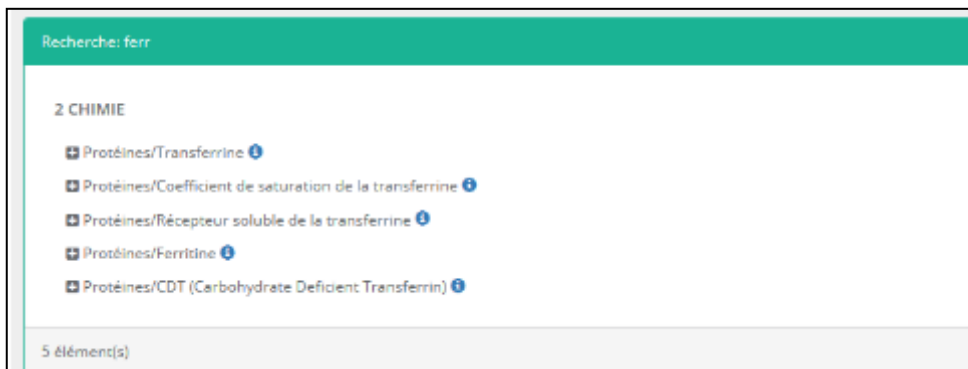 Recherche: ferr
2 CHIMIE
Protéines/Transferrine
Protéines/Coefficient de saturation de la transferrine
Protéines/Récepteur soluble de la transferrine
Protéines/Ferritine
Protéines/CDT (Carbohydrate Deficient Transferrin)
5 élément(s)